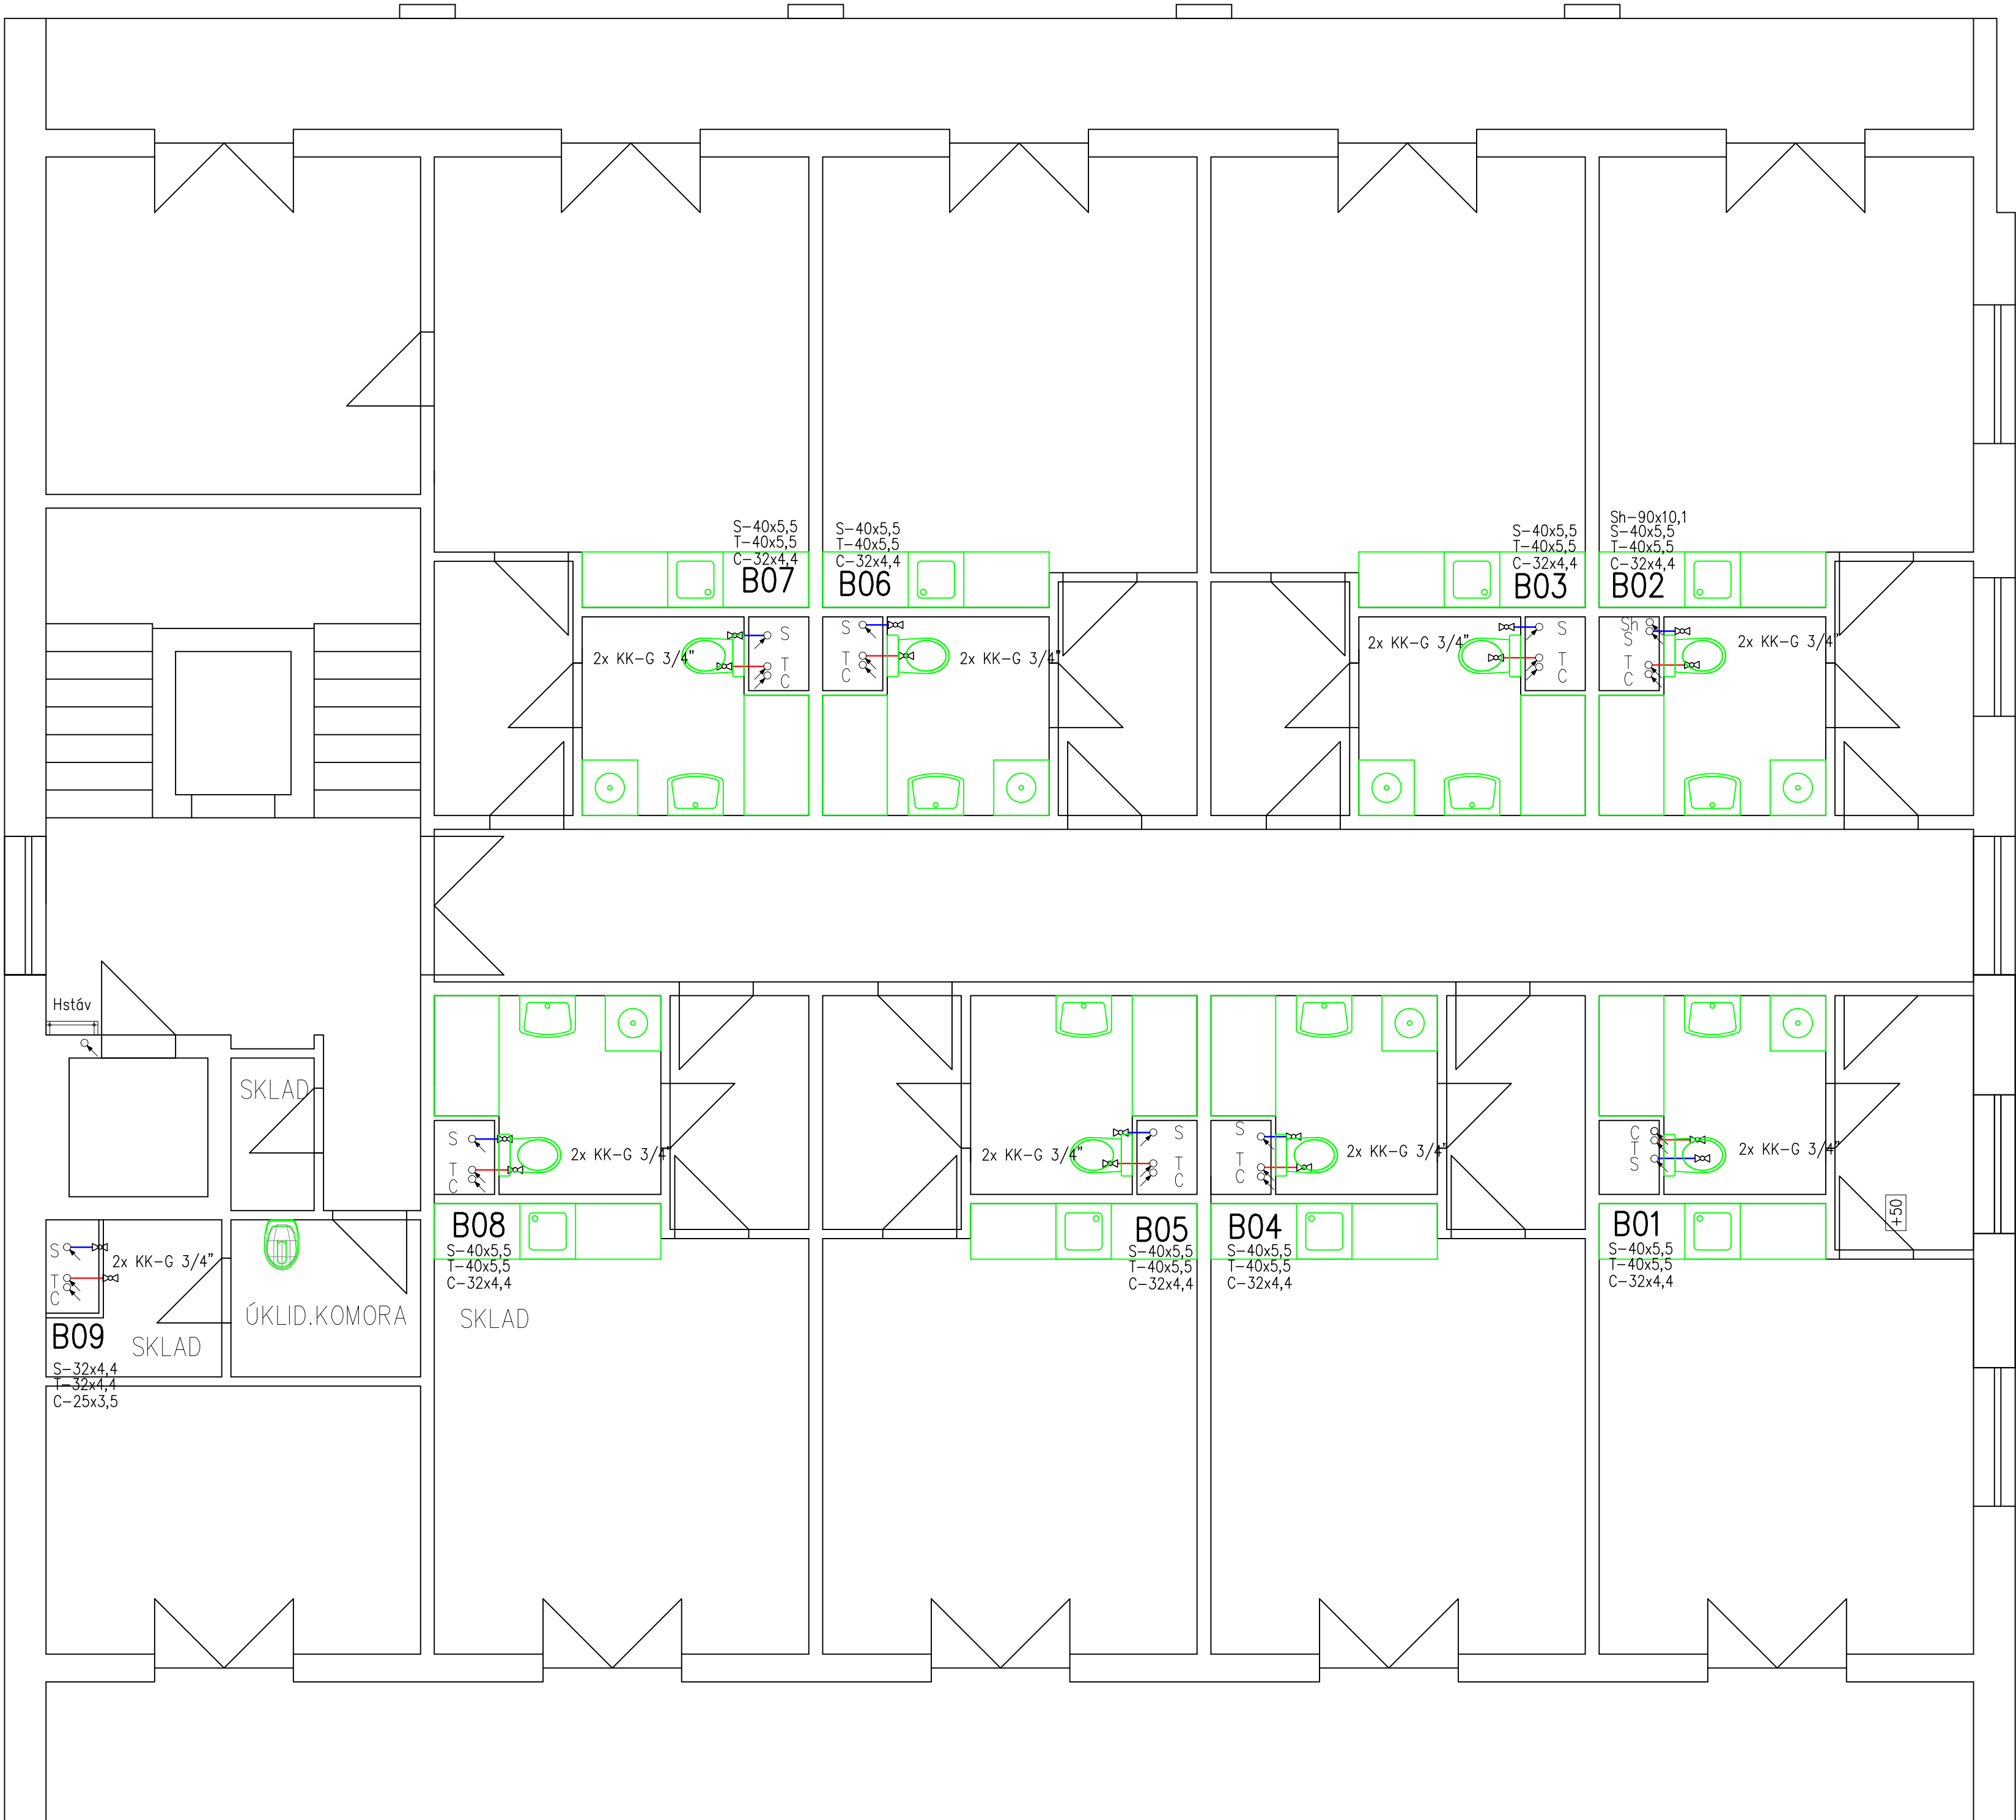 S-40x5,5
T-40x5,5
C-32x4,4
B07
S-40x5,5
T-40x5,5
C-32x4,4
B06
S-40x5,5
T-40x5,5
C-32x4,4
B03
Sh-90x10,1
S-40x5,5
T-40x5,5
C-32x4,4
B02
2x KK-G 3/4"
S
T
C
S
T
C
2x KK-G 3/4"
2x KK-G 3/4"
S
T
C
Sh
S
T
C
2x KK-G 3/4"
Hstáv
SKLAD
S
T
C
2x KK-G 3/4"
2x KK-G 3/4"
S
T
C
S
T
C
2x KK-G 3/4"
C
T
S
2x KK-G 3/4"
+50
B08
S-40x5,5
T-40x5,5
C-32x4,4
SKLAD
B05
S-40x5,5
T-40x5,5
C-32x4,4
B04
S-40x5,5
T-40x5,5
C-32x4,4
B01
S-40x5,5
T-40x5,5
C-32x4,4
S
T
C
2x KK-G 3/4"
ÚKLID.KOMORA
B09
SKLAD
S-32x4,4
T-32x4,4
C-25x3,5